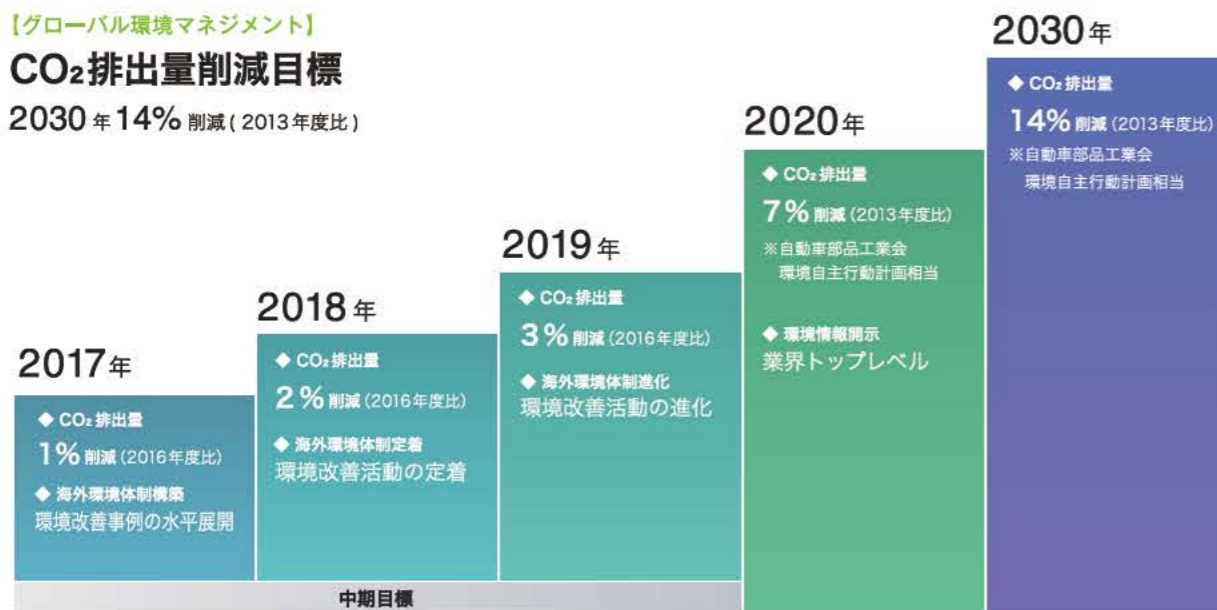 【グローバル環境マネジメント】
CO₂排出量削減目標
2030年14%削減(2013年度比)
2017年
◆ CO₂排出量
1%削減(2016年度比)
◆ 海外環境体制構築
環境改善事例の水平展開
2018年
◆ CO₂排出量
2%削減(2016年度比)
◆ 海外環境体制定着
環境改善活動の定着
2019年
◆ CO₂排出量
3%削減(2016年度比)
◆ 海外環境体制進化
環境改善活動の進化
中期目標
2020年
◆ CO₂排出量
7%削減(2013年度比)
※自動車部品工業会
環境自主行動計画相当
◆ 環境情報開示
業界トップレベル
2030年
◆ CO₂排出量
14%削減(2013年度比)
※自動車部品工業会
環境自主行動計画相当